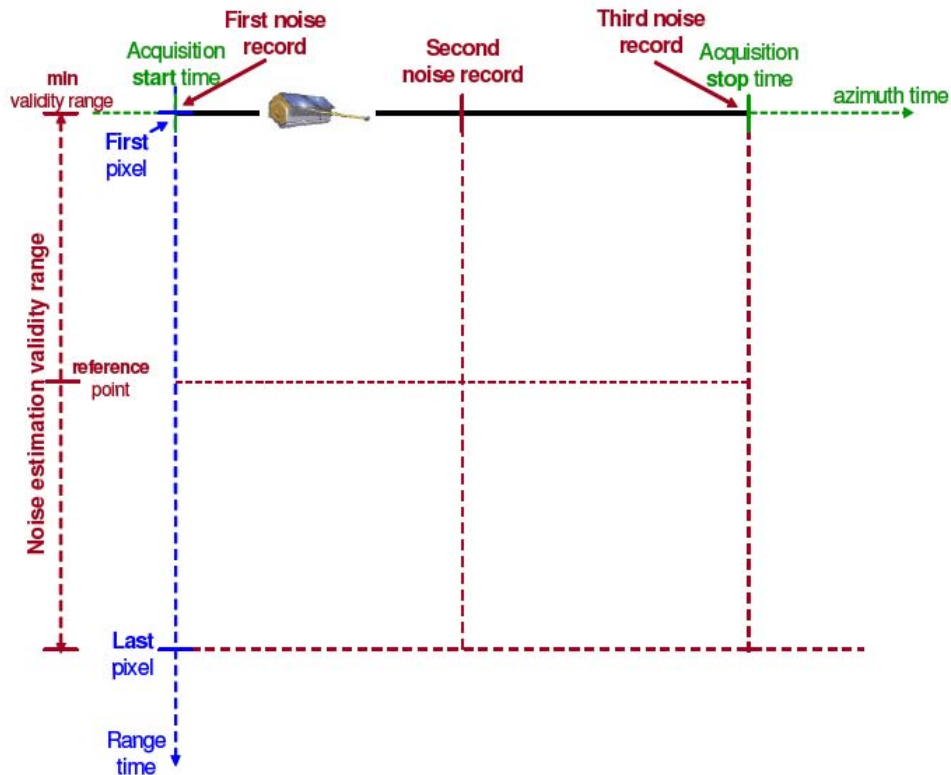 First noise
record
Third noise
record
Acquisition
start time
Second
noise record
Acquisition
stop time
min
validity range
azimuth time
First
pixel
Noise estimation validity range
reference
point
Last
pixel
Range
time